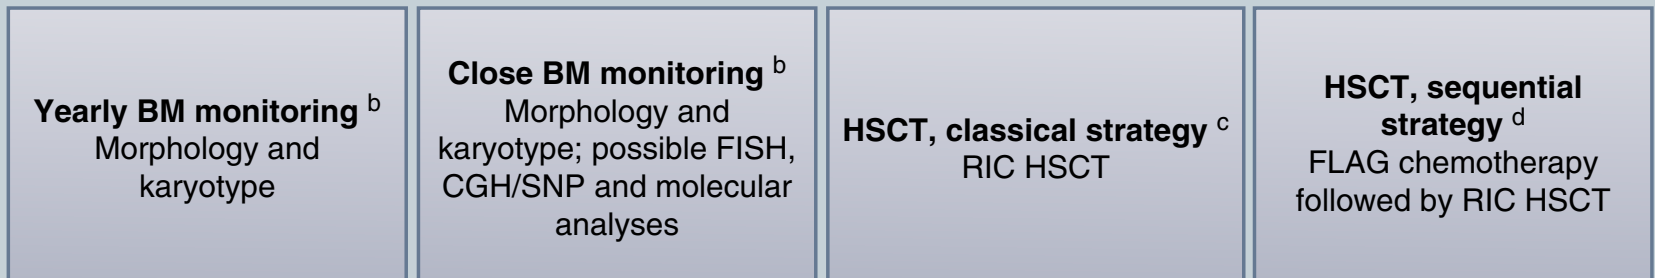 Yearly BM monitoring b
Morphology and
karyotype
Close BM monitoring b
Morphology and
karyotype; possible FISH,
CGH/SNP and molecular
analyses
HSCT, classical strategy c
RIC HSCT
HSCT, sequential
strategy d
FLAG chemotherapy
followed by RIC HSCT